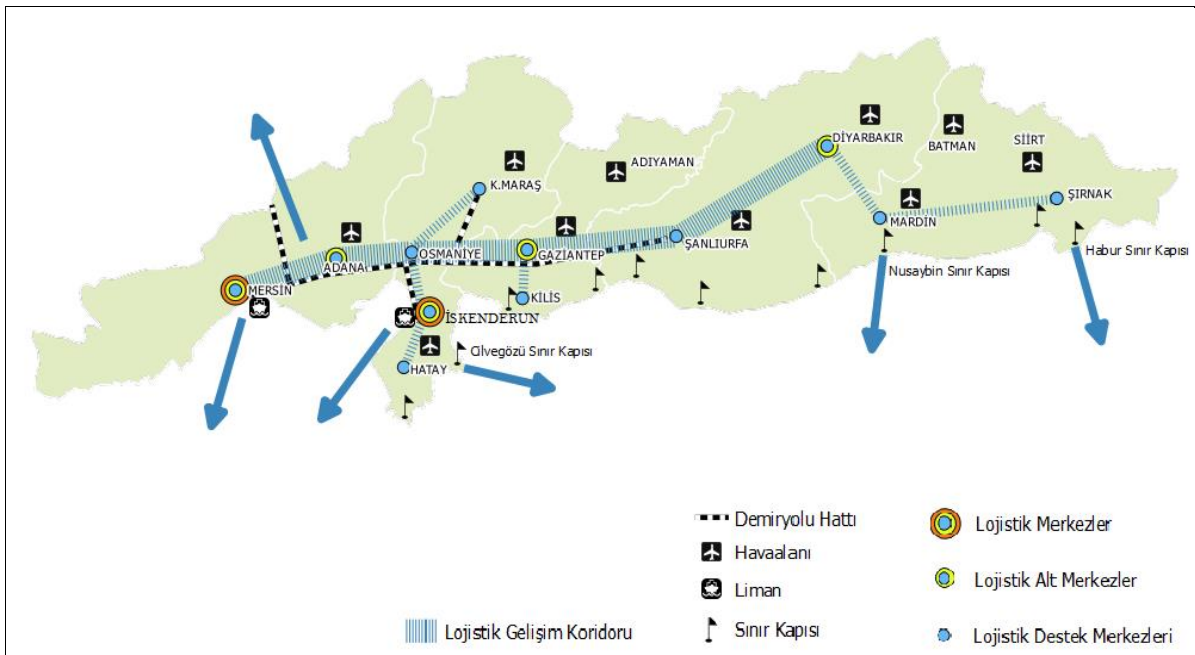 DİYARBAKIR
BATMAN
SİİRT
ADIYAMAN
K.MARAŞ
ŞIRNAK
MARDİN
ŞANLIURFA
OSMANİYE
GAZİANTEP
ADANA
Habur Sınır Kapısı
Nusaybin Sınır Kapısı
MERSİN
KİLİS
İSKENDERUN
Cilvegözü Sınır Kapısı
HATAY
Demiryolu Hattı
Havaalanı
Liman
Sınır Kapısı
Lojistik Merkezler
Lojistik Alt Merkezler
Lojistik Destek Merkezleri
Lojistik Gelişim Koridoru